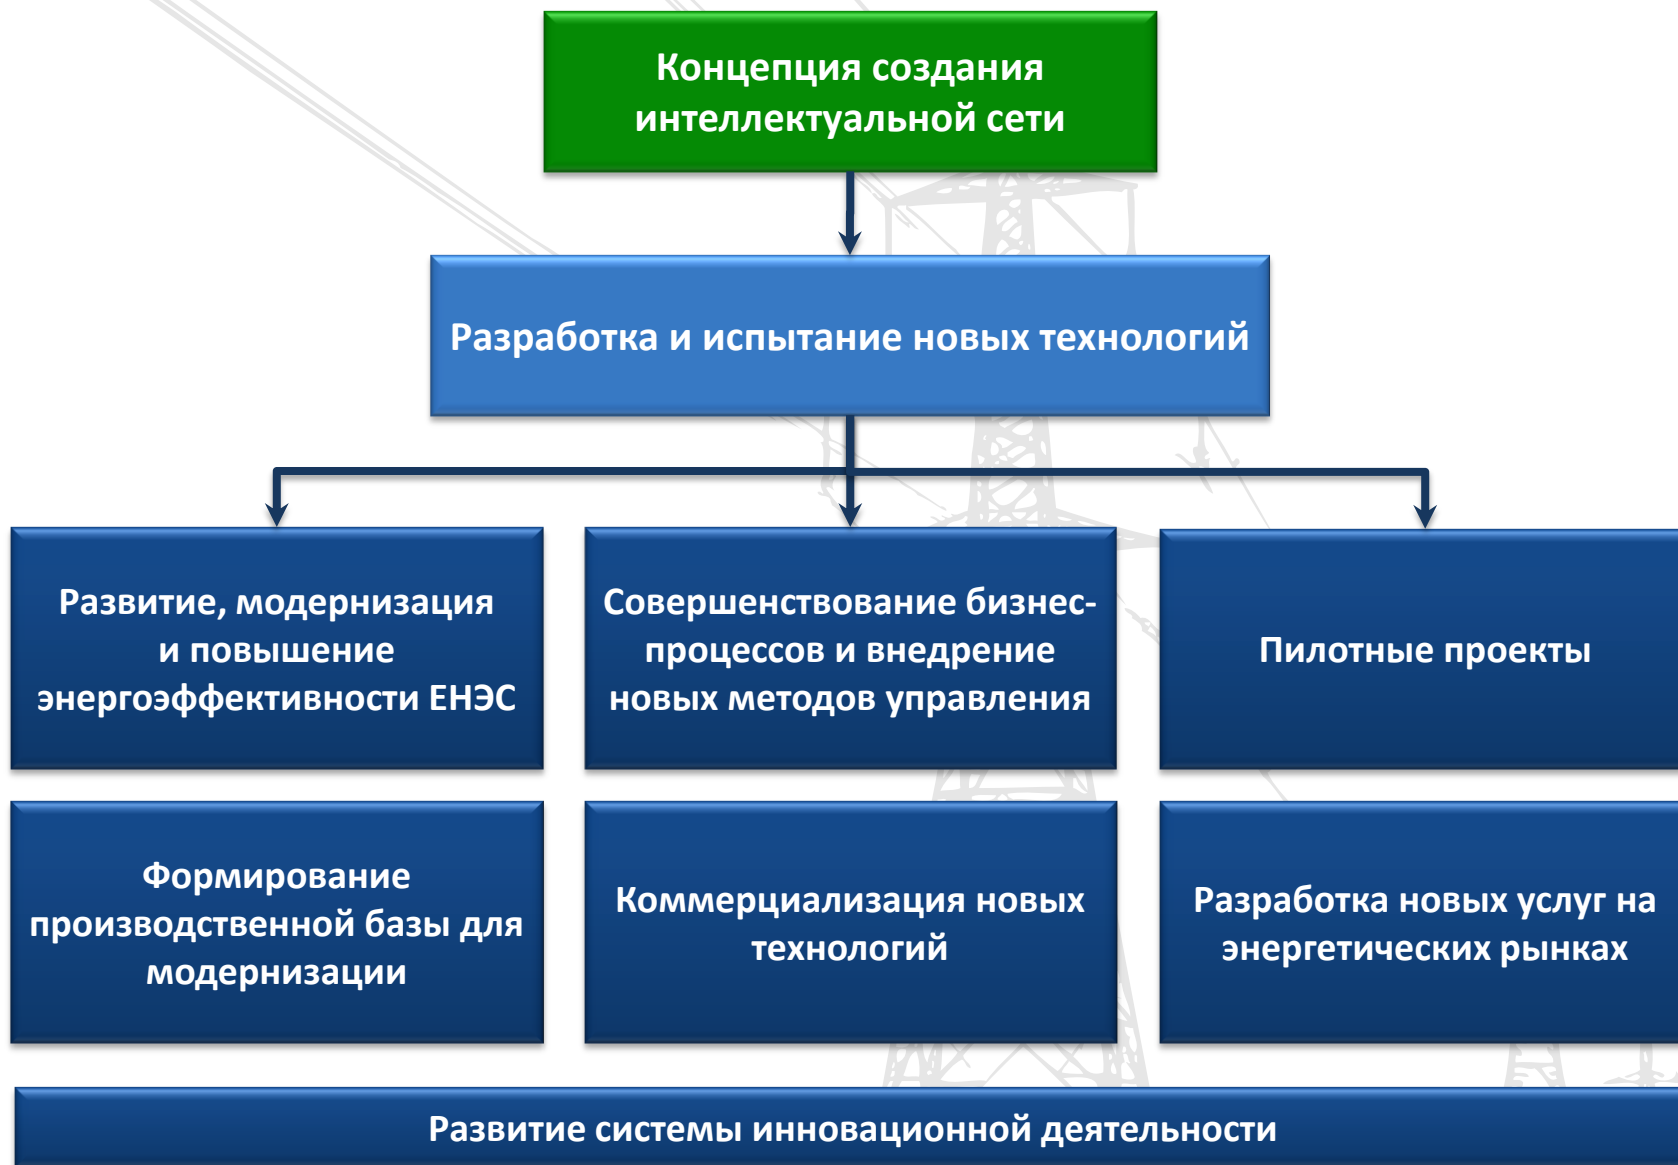 Концепция создания
интеллектуальной сети
Разработка и испытание новых технологий
Развитие, модернизация
и повышение
энергоэффективности ЕНЭС
Совершенствование бизнес-
процессов и внедрение
новых методов управления
Пилотные проекты
Формирование
производственной базы для
модернизации
Коммерциализация новых
технологий
Разработка новых услуг на
энергетических рынках
Развитие системы инновационной деятельности